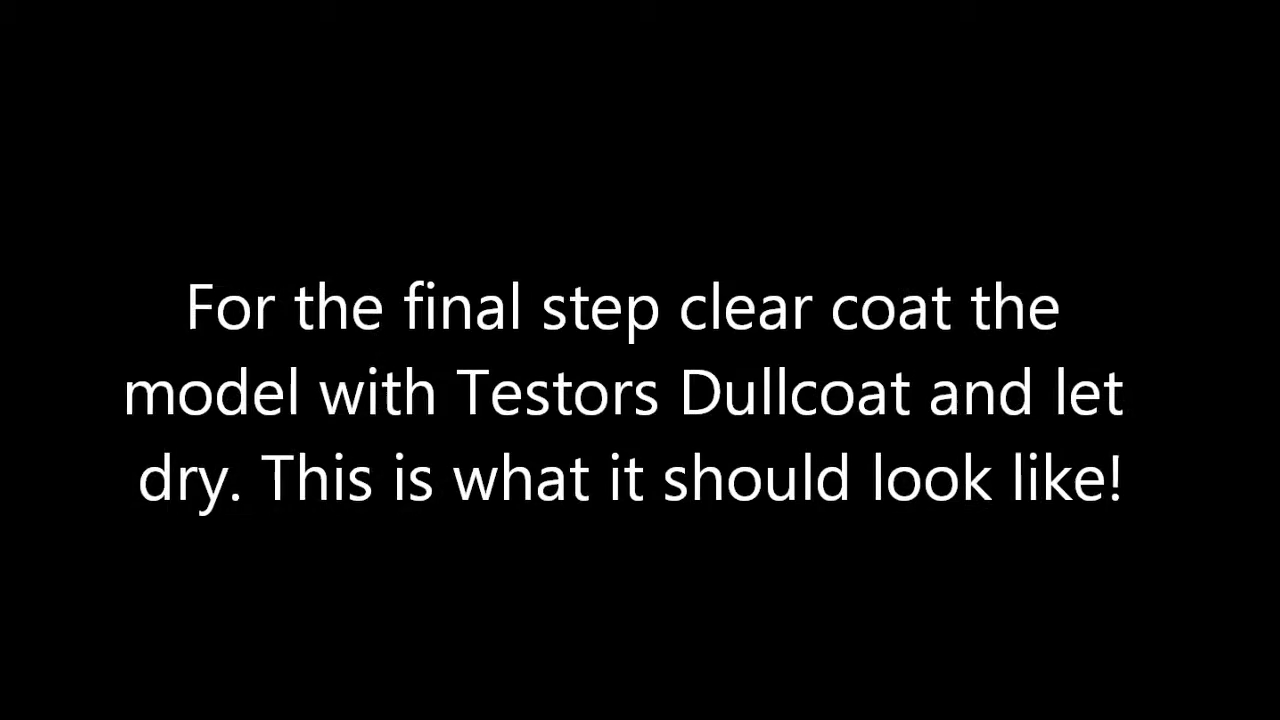 For the final step clear coat the
model with Testors Dullcoat and let
dry. This is what it should look like!